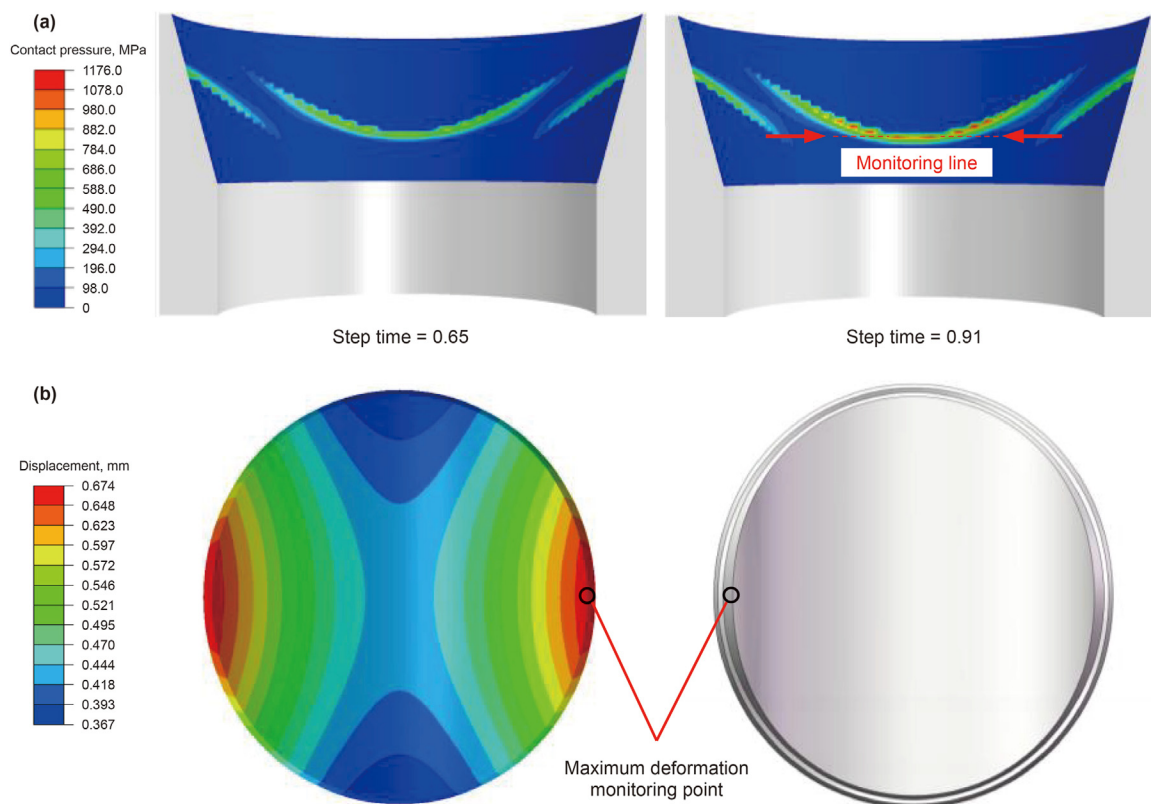 (a)
Contact pressure, MPa
1176.0
1078.0
980.0
882.0
784.0
686.0
588.0
490.0
392.0
294.0
196.0
98.0
0
Monitoring line
Step time = 0.65
Step time = 0.91
(b)
Displacement, mm
0.674
0.648
0.623
0.597
0.572
0.546
0.521
0.495
0.470
0.444
0.418
0.393
0.367
Maximum deformation
monitoring point